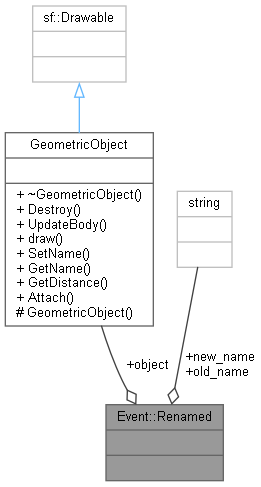 sf::Drawable
GeometricObject
+ ~GeometricObject()
+ Destroy()
+ UpdateBody()
+ draw()
+ SetName()
+ GetName()
+ GetDistance()
+ Attach()
# GeometricObject()
string
+object
+new_name
+old_name
Event::Renamed